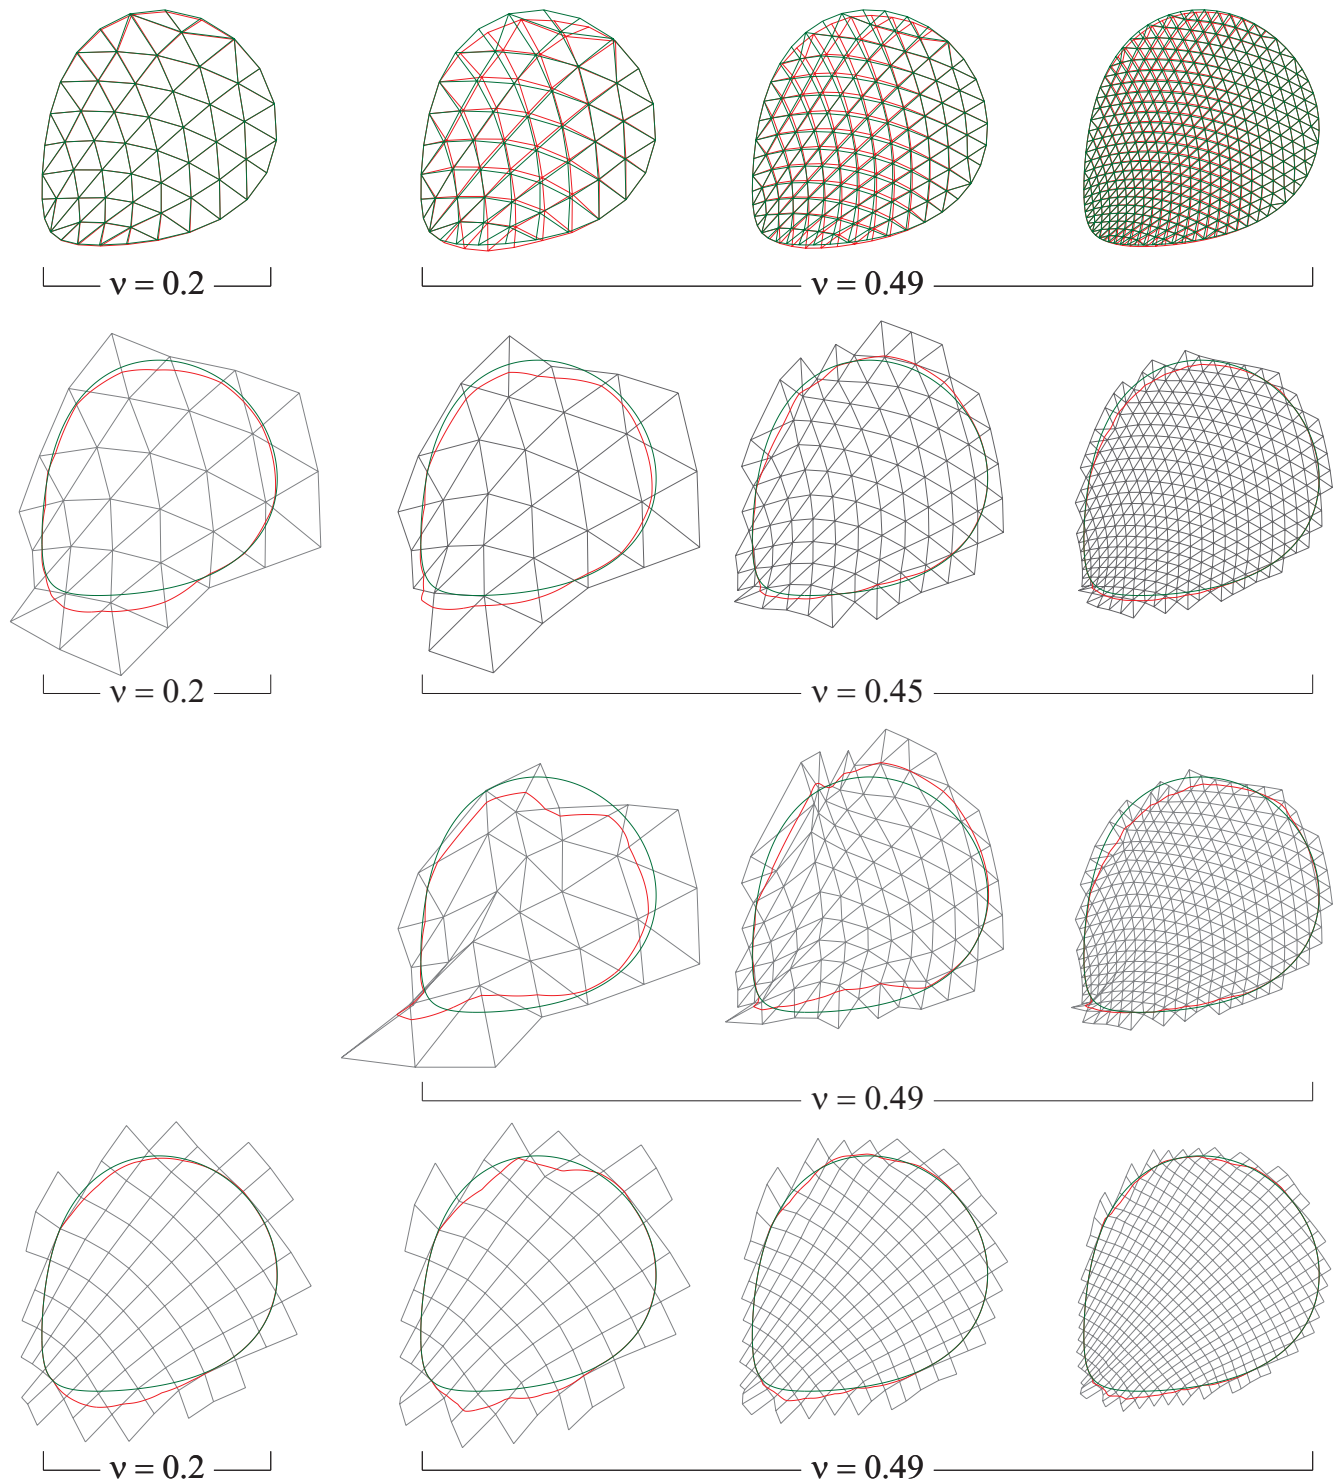 ν = 0.2
ν = 0.49
ν = 0.2
ν = 0.45
ν = 0.49
ν = 0.2
ν = 0.49